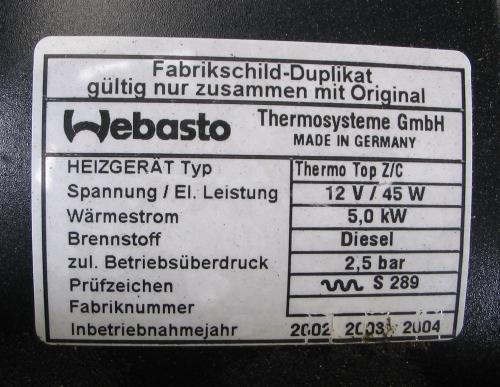 Fabrikschild-Duplikat
gültig nur zusammen mit Original
Webasto Thermosysteme GmbH
MADE IN GERMANY
HEIZGERÄT Typ Thermo Top Z/C
Spannung / El. Leistung 12 V / 45 W
Wärmestrom 5,0 kW
Brennstoff Diesel
zul. Betriebsüberdruck 2,5 bar
Prüfzeichen S 289
Fabriknummer
Inbetriebnahmejahr 2002 2003 2004